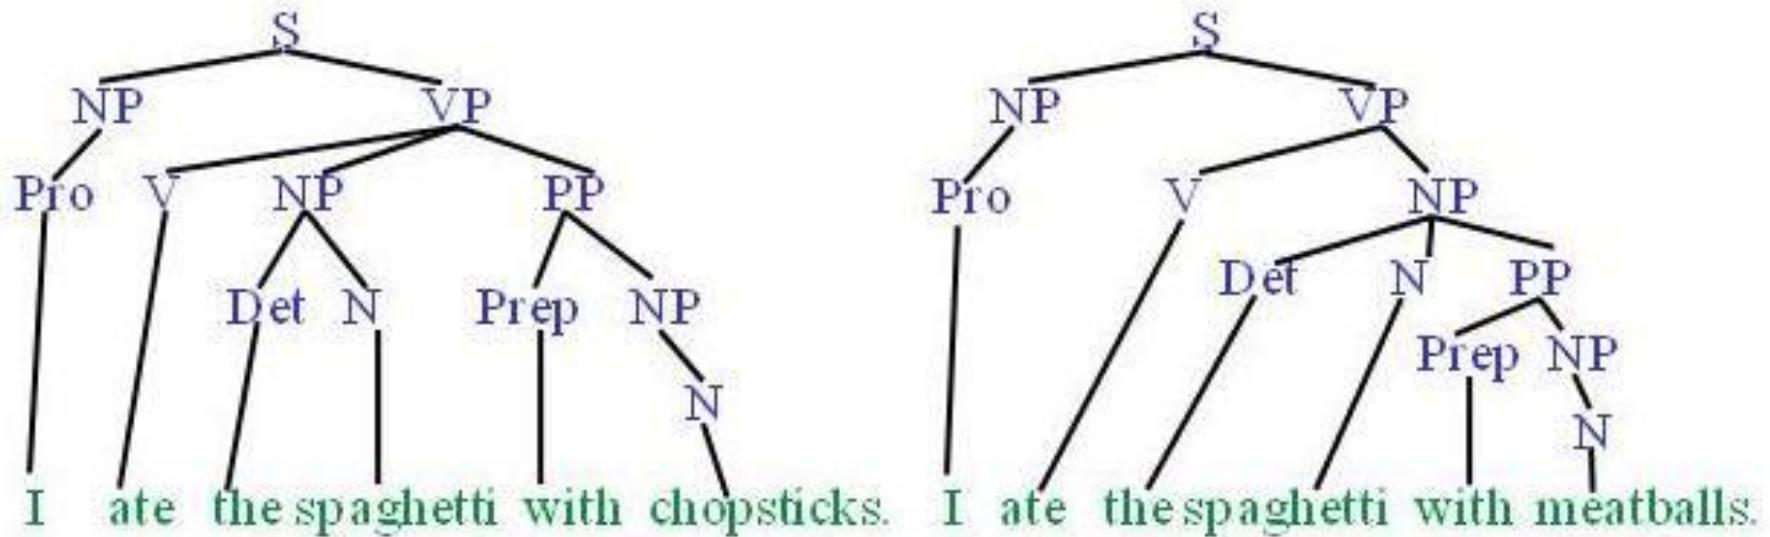 S S
NP VP NP VP
Pro V NP PP Pro V NP
Det N Prep NP Det N PP
Prep NP
N N
I ate the spaghetti with chopsticks. I ate the spaghetti with meatballs.